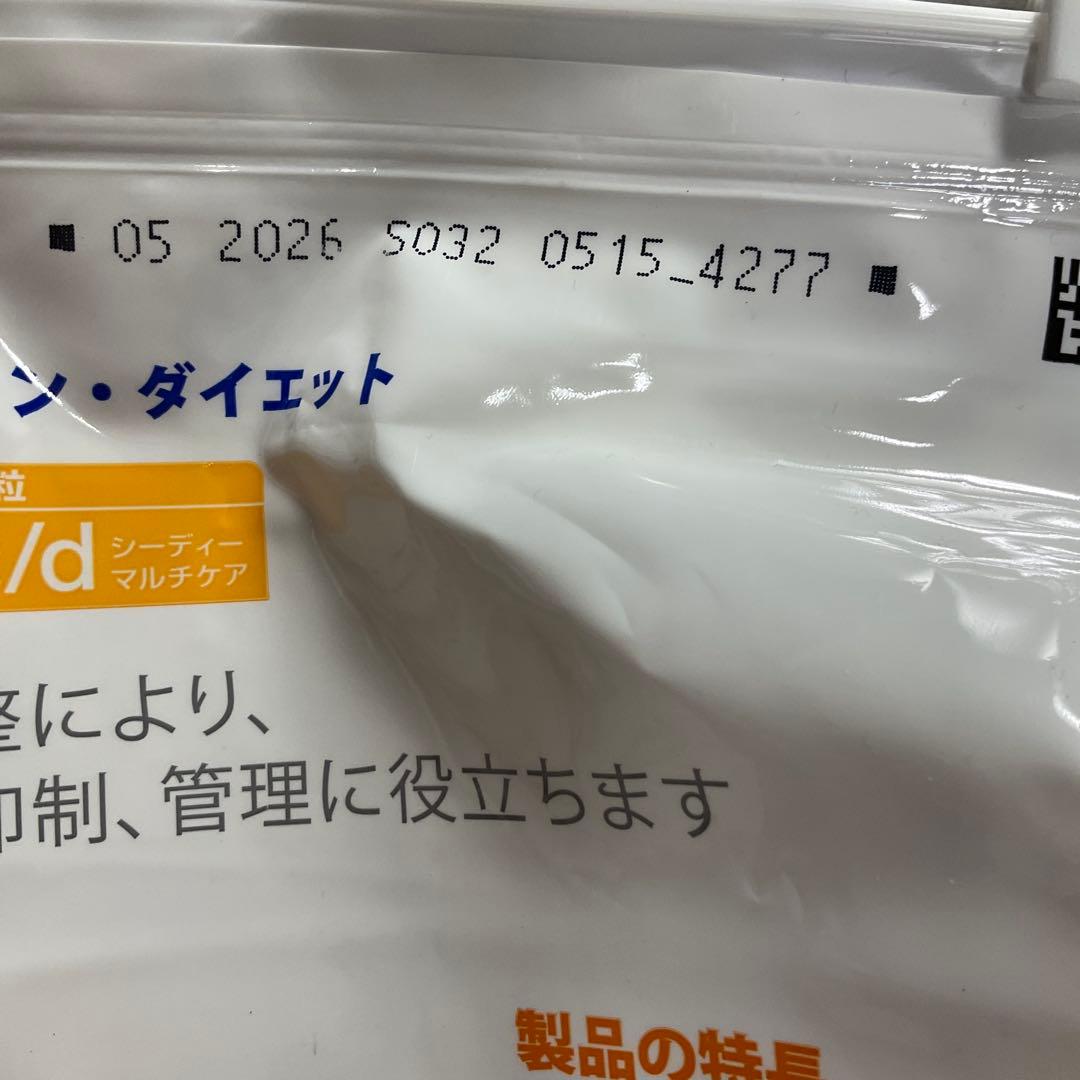 05 2026 S032 0515_4277
ン・ダイエット
粒
/d シーディー
マルチケア
整により、
抑制、管理に役立ちます
製品の特長